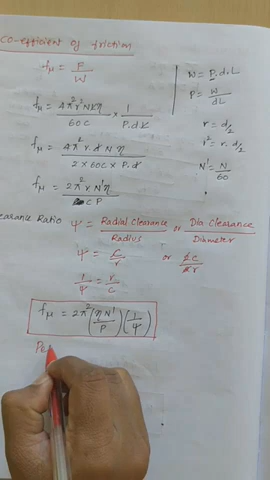 CO-efficient of friction
fμ = F/W
W = P.d.L
P = W/dL
fμ = 4π²r²NLη/60C × 1/P.dL
r = d/2
r² = r.d/2
fμ = 4π²r.d N η/2×60C×P.d
N' = N/60
fμ = 2π²r N'η/CP
earance Ratio Ψ = Radial Clearance/Radius or Dia Clearance/Diameter
Ψ = C/r or 2c/2r
1/Ψ = r/c
fμ = 2π² (ηN'/P) (1/Ψ)
Pe